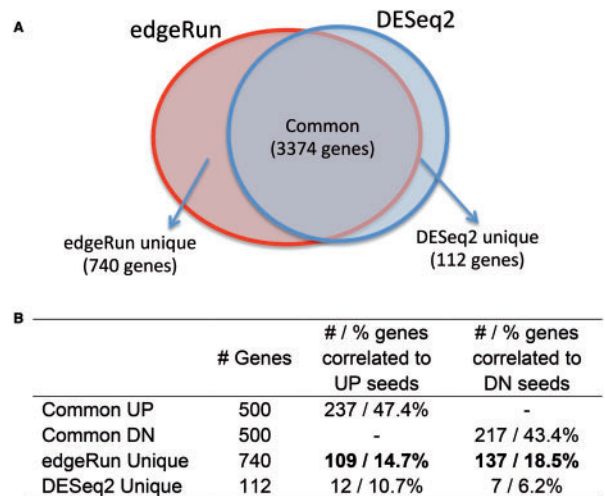 A
edgeRun
DESeq2
Common
(3374 genes)
edgeRun unique
(740 genes)
DESeq2 unique
(112 genes)
B
# Genes
# / % genes
correlated to
UP seeds
# / % genes
correlated to
DN seeds
Common UP 500 237 / 47.4% -
Common DN 500 - 217 / 43.4%
edgeRun Unique 740 109 / 14.7% 137 / 18.5%
DESeq2 Unique 112 12 / 10.7% 7 / 6.2%